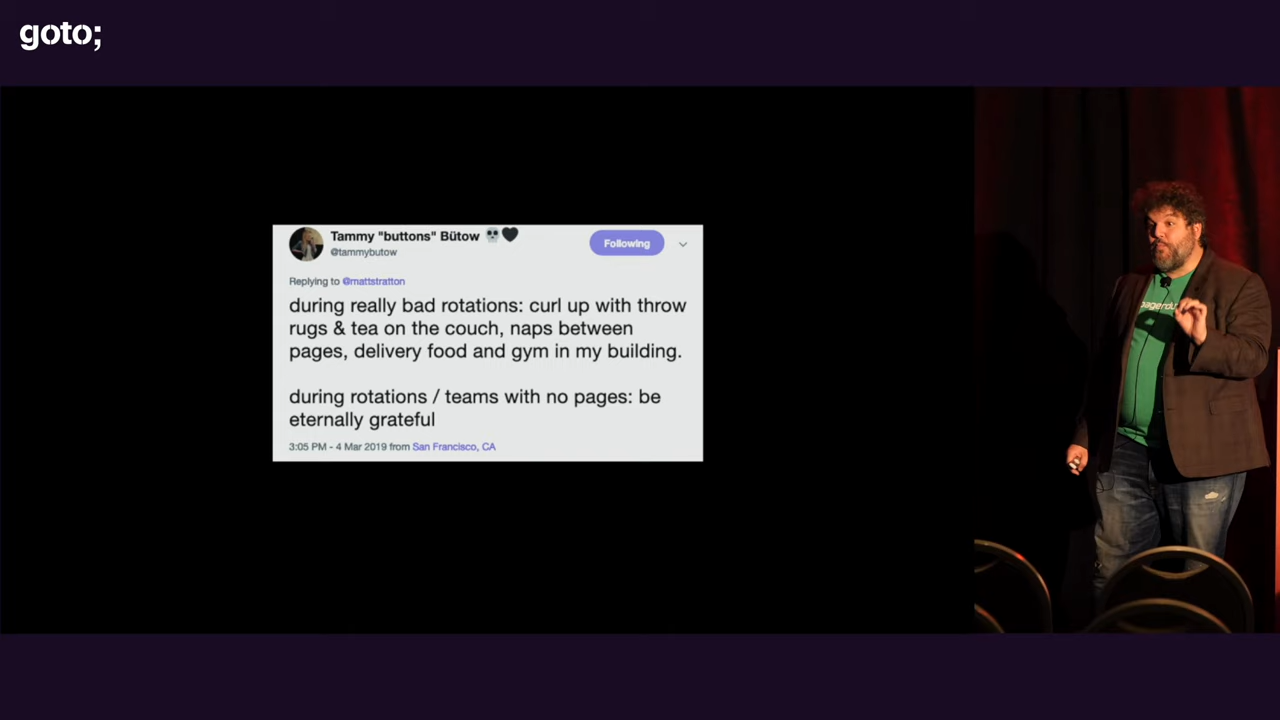 goto;
Tammy "buttons" Bütow 💀🖤
@tammybutow
Following
Replying to @mattstratton
during really bad rotations: curl up with throw
rugs & tea on the couch, naps between
pages, delivery food and gym in my building.
during rotations / teams with no pages: be
eternally grateful
3:05 PM - 4 Mar 2019 from San Francisco, CA